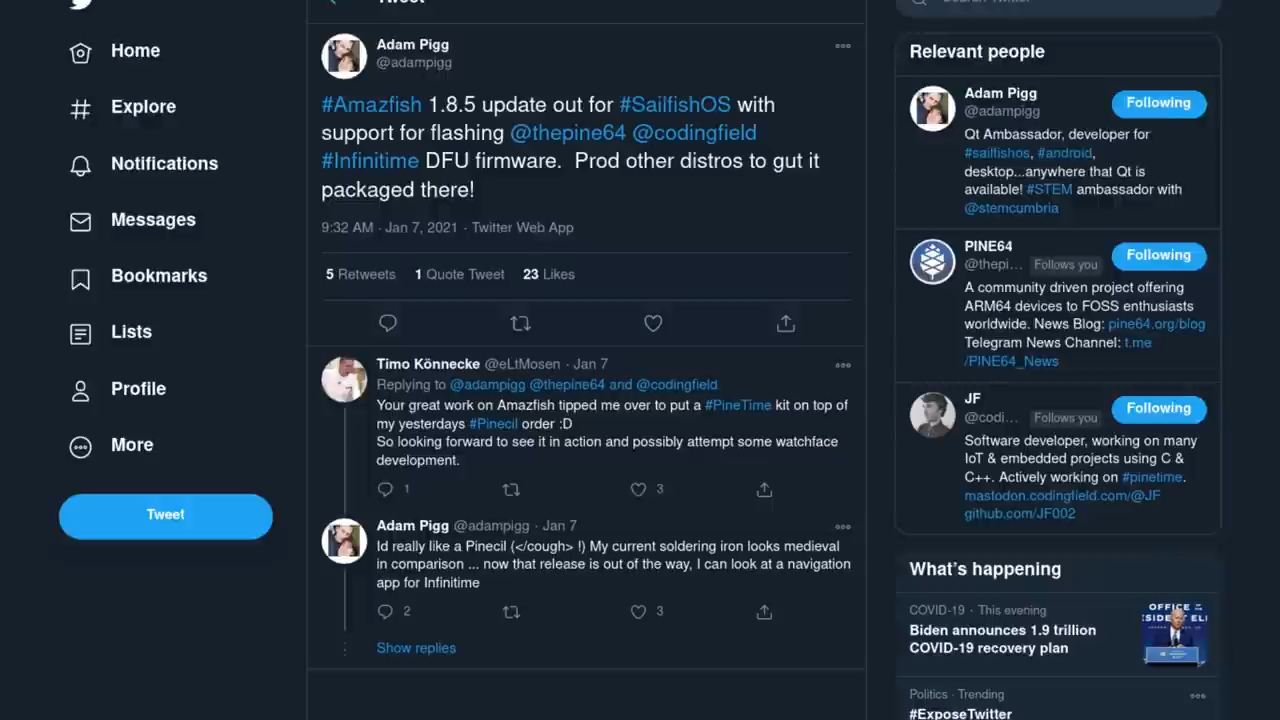 Home
Explore
Notifications
Messages
Bookmarks
Lists
Profile
More
Tweet
Tweet
Adam Pigg
@adampigg
#Amazfish 1.8.5 update out for #SailfishOS with
support for flashing @thepine64 @codingfield
#Infinitime DFU firmware.  Prod other distros to gut it
packaged there!
9:32 AM · Jan 7, 2021 · Twitter Web App
5 Retweets 1 Quote Tweet 23 Likes
Timo Könnecke @eLtMosen · Jan 7
Replying to @adampigg @thepine64 and @codingfield
Your great work on Amazfish tipped me over to put a #PineTime kit on top of
my yesterdays #Pinecil order :D
So looking forward to see it in action and possibly attempt some watchface
development.
1 3
Adam Pigg @adampigg · Jan 7
Id really like a Pinecil (</cough> !) My current soldering iron looks medieval
in comparison ... now that release is out of the way, I can look at a navigation
app for Infinitime
2 3
Show replies
Relevant people
Adam Pigg
@adampigg
Following
Qt Ambassador, developer for
#sailfishos, #android,
desktop...anywhere that Qt is
available! #STEM ambassador with
@stemcumbria
PINE64
@thepi... Follows you
Following
A community driven project offering
ARM64 devices to FOSS enthusiasts
worldwide. News Blog: pine64.org/blog
Telegram News Channel: t.me
/PINE64_News
JF
@codi... Follows you
Following
Software developer, working on many
IoT & embedded projects using C &
C++. Actively working on #pinetime.
mastodon.codingfield.com/@JF
github.com/JF002
What's happening
COVID-19 · This evening
Biden announces 1.9 trillion
COVID-19 recovery plan
OFFICE
Politics · Trending
#ExposeTwitter